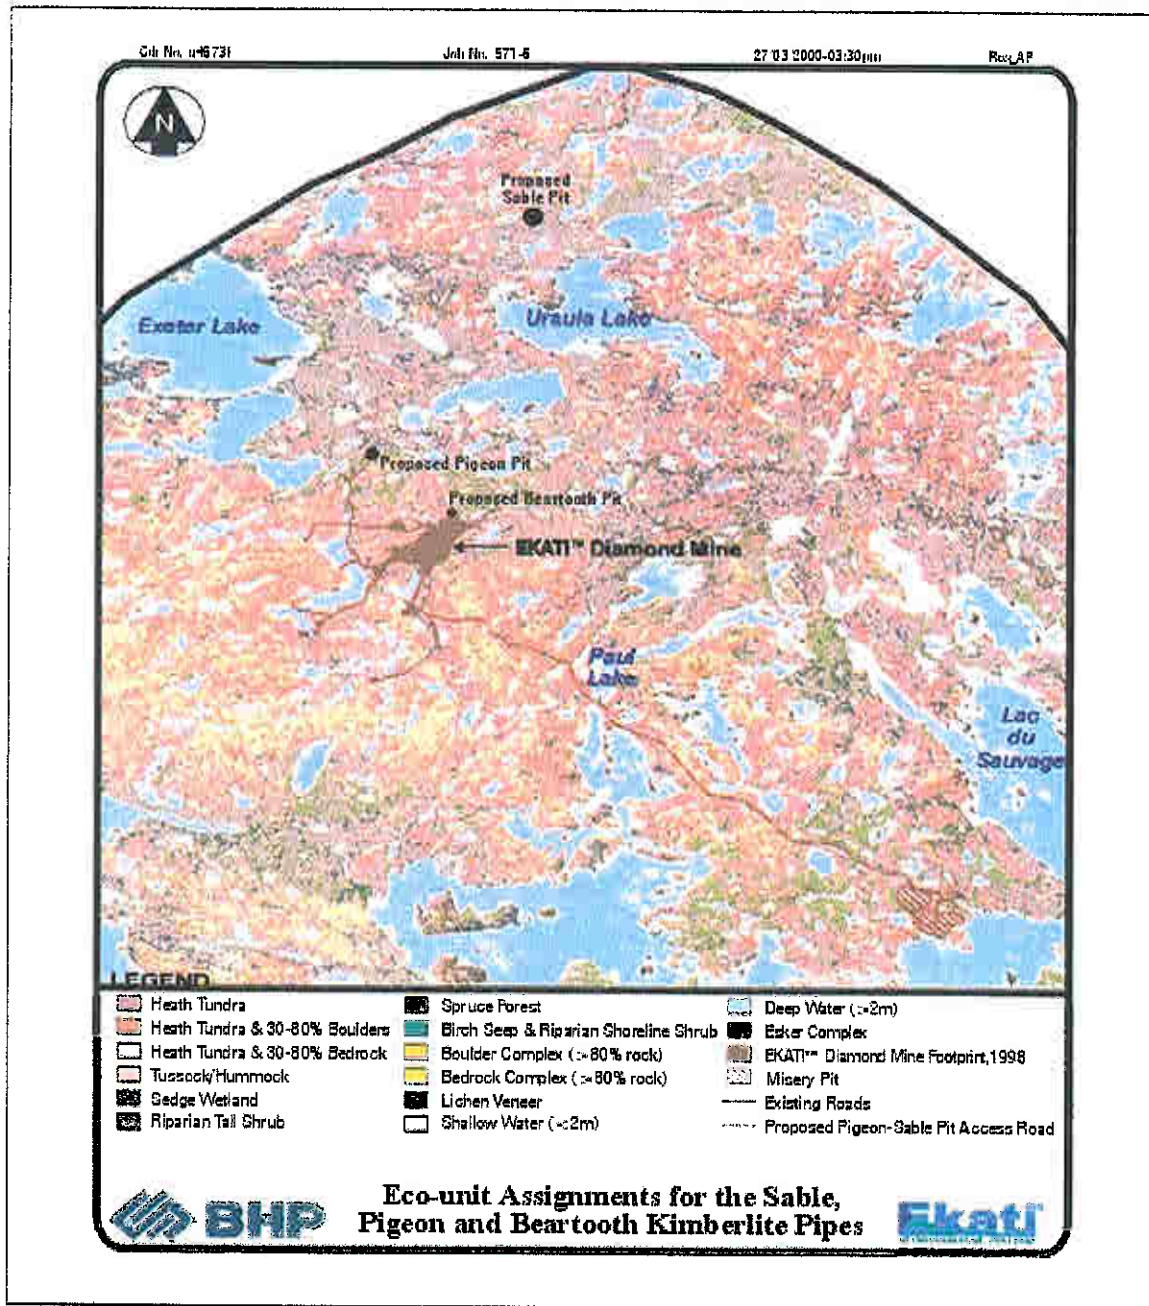 Job No. 571-6
27 03 2000-03:30pm
N
Proposed
Sable Pit
Exeter Lake
Ursula Lake
Proposed Pigeon Pit
Proposed Beartooth Pit
EKATI™ Diamond Mine
Paul
Lake
Lac
du
Sauvage
LEGEND
Heath Tundra
Heath Tundra & 30-80% Boulders
Heath Tundra & 30-80% Bedrock
Tussock/Hummock
Sedge Wetland
Riparian Tall Shrub
Spruce Forest
Birch Seep & Riparian Shoreline Shrub
Boulder Complex (>80% rock)
Bedrock Complex (>80% rock)
Lichen Veneer
Shallow Water (<2m)
Deep Water (>2m)
Esker Complex
EKATI™ Diamond Mine Footprint,1998
Misery Pit
Existing Roads
Proposed Pigeon-Sable Pit Access Road
BHP
Eco-unit Assignments for the Sable,
Pigeon and Beartooth Kimberlite Pipes
Ekati